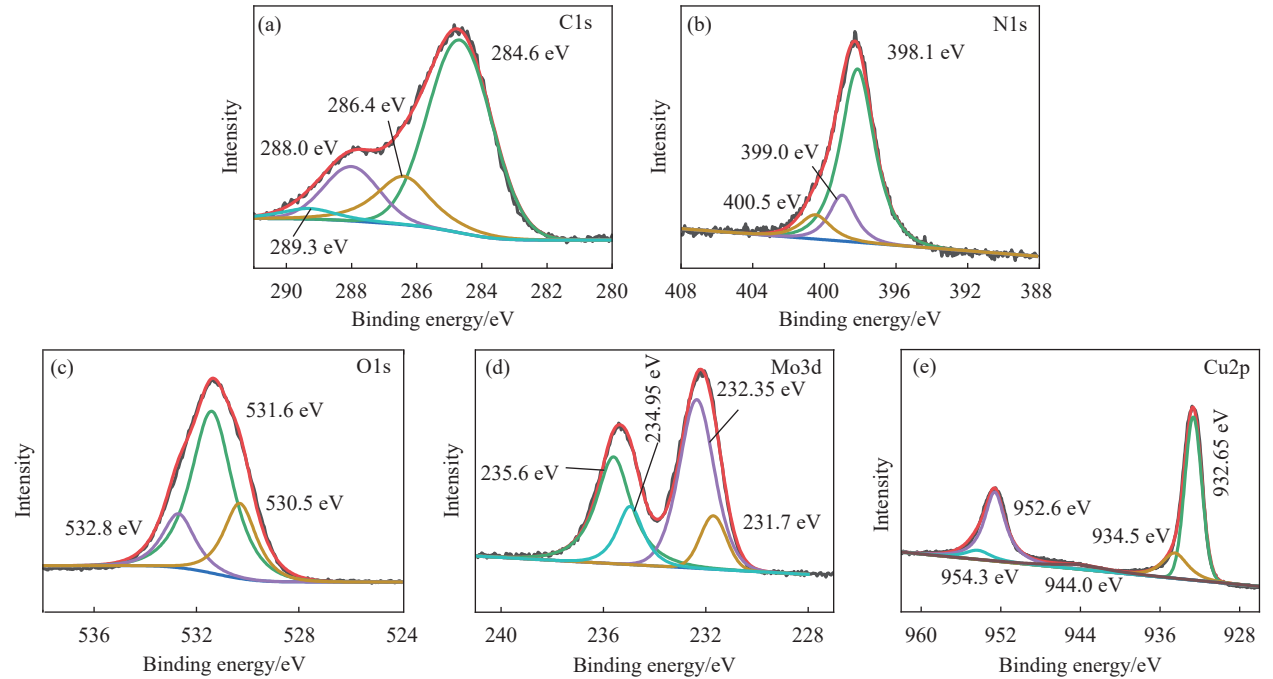 (a)
C1s
284.6 eV
286.4 eV
288.0 eV
289.3 eV
Intensity
290 288 286 284 282 280
Binding energy/eV
(b)
N1s
398.1 eV
399.0 eV
400.5 eV
Intensity
408 404 400 396 392 388
Binding energy/eV
(c)
O1s
531.6 eV
530.5 eV
532.8 eV
Intensity
536 531 528 524
Binding energy/eV
(d)
Mo3d
234.95 eV
232.35 eV
235.6 eV
231.7 eV
Intensity
240 235 232 228
Binding energy/eV
(e)
Cu2p
932.65 eV
952.6 eV
934.5 eV
954.3 eV
944.0 eV
Intensity
960 952 944 936 928
Binding energy/eV